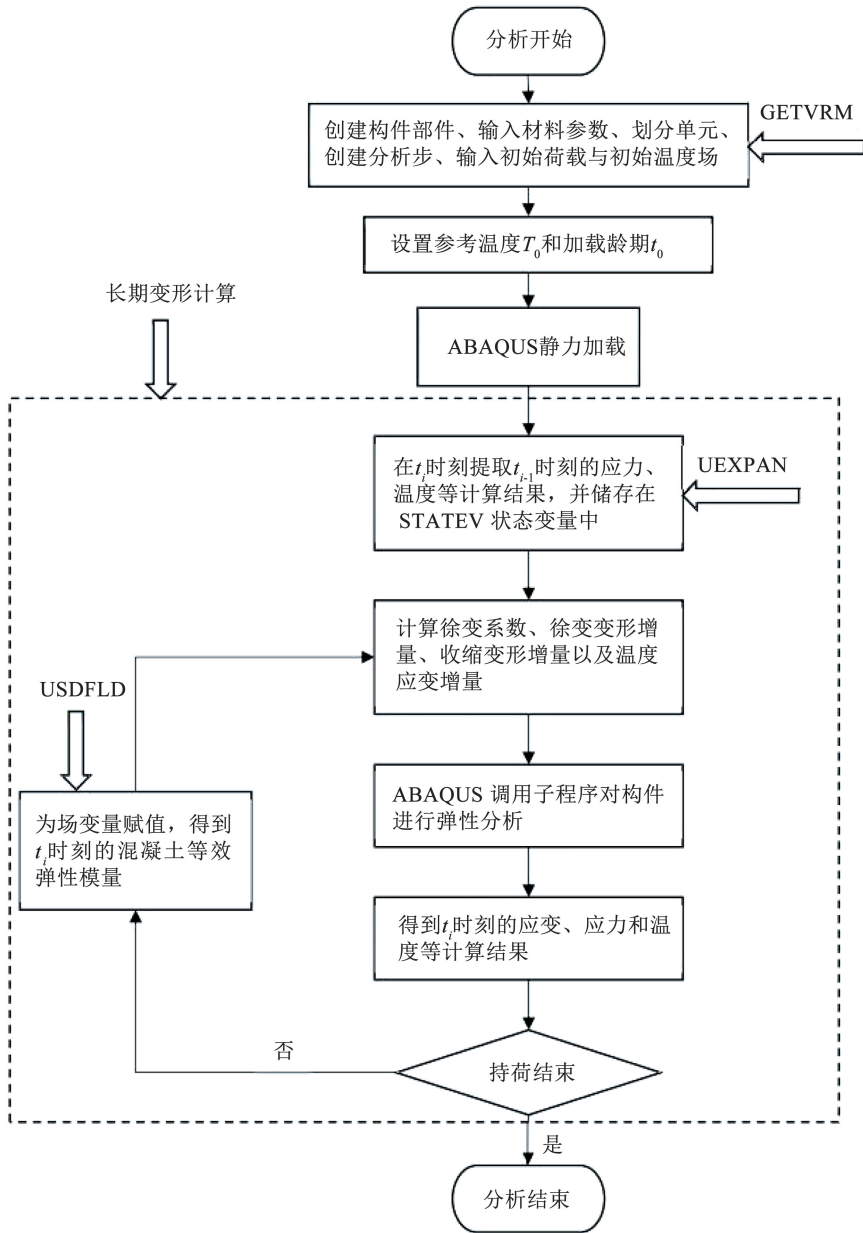 分析开始
GETVRM
创建构件部件、输入材料参数、划分单元、
创建分析步、输入初始荷载与初始温度场
设置参考温度T₀和加载龄期t₀
长期变形计算
ABAQUS静力加载
在tᵢ时刻提取tᵢ₋₁时刻的应力、
温度等计算结果，并储存在
STATEV 状态变量中
UEXPAN
计算徐变系数、徐变变形增
量、收缩变形增量以及温度
应变增量
USDFLD
为场变量赋值，得到
tᵢ时刻的混凝土等效
弹性模量
ABAQUS 调用子程序对构件
进行弹性分析
得到tᵢ时刻的应变、应力和温
度等计算结果
否
持荷结束
是
分析结束